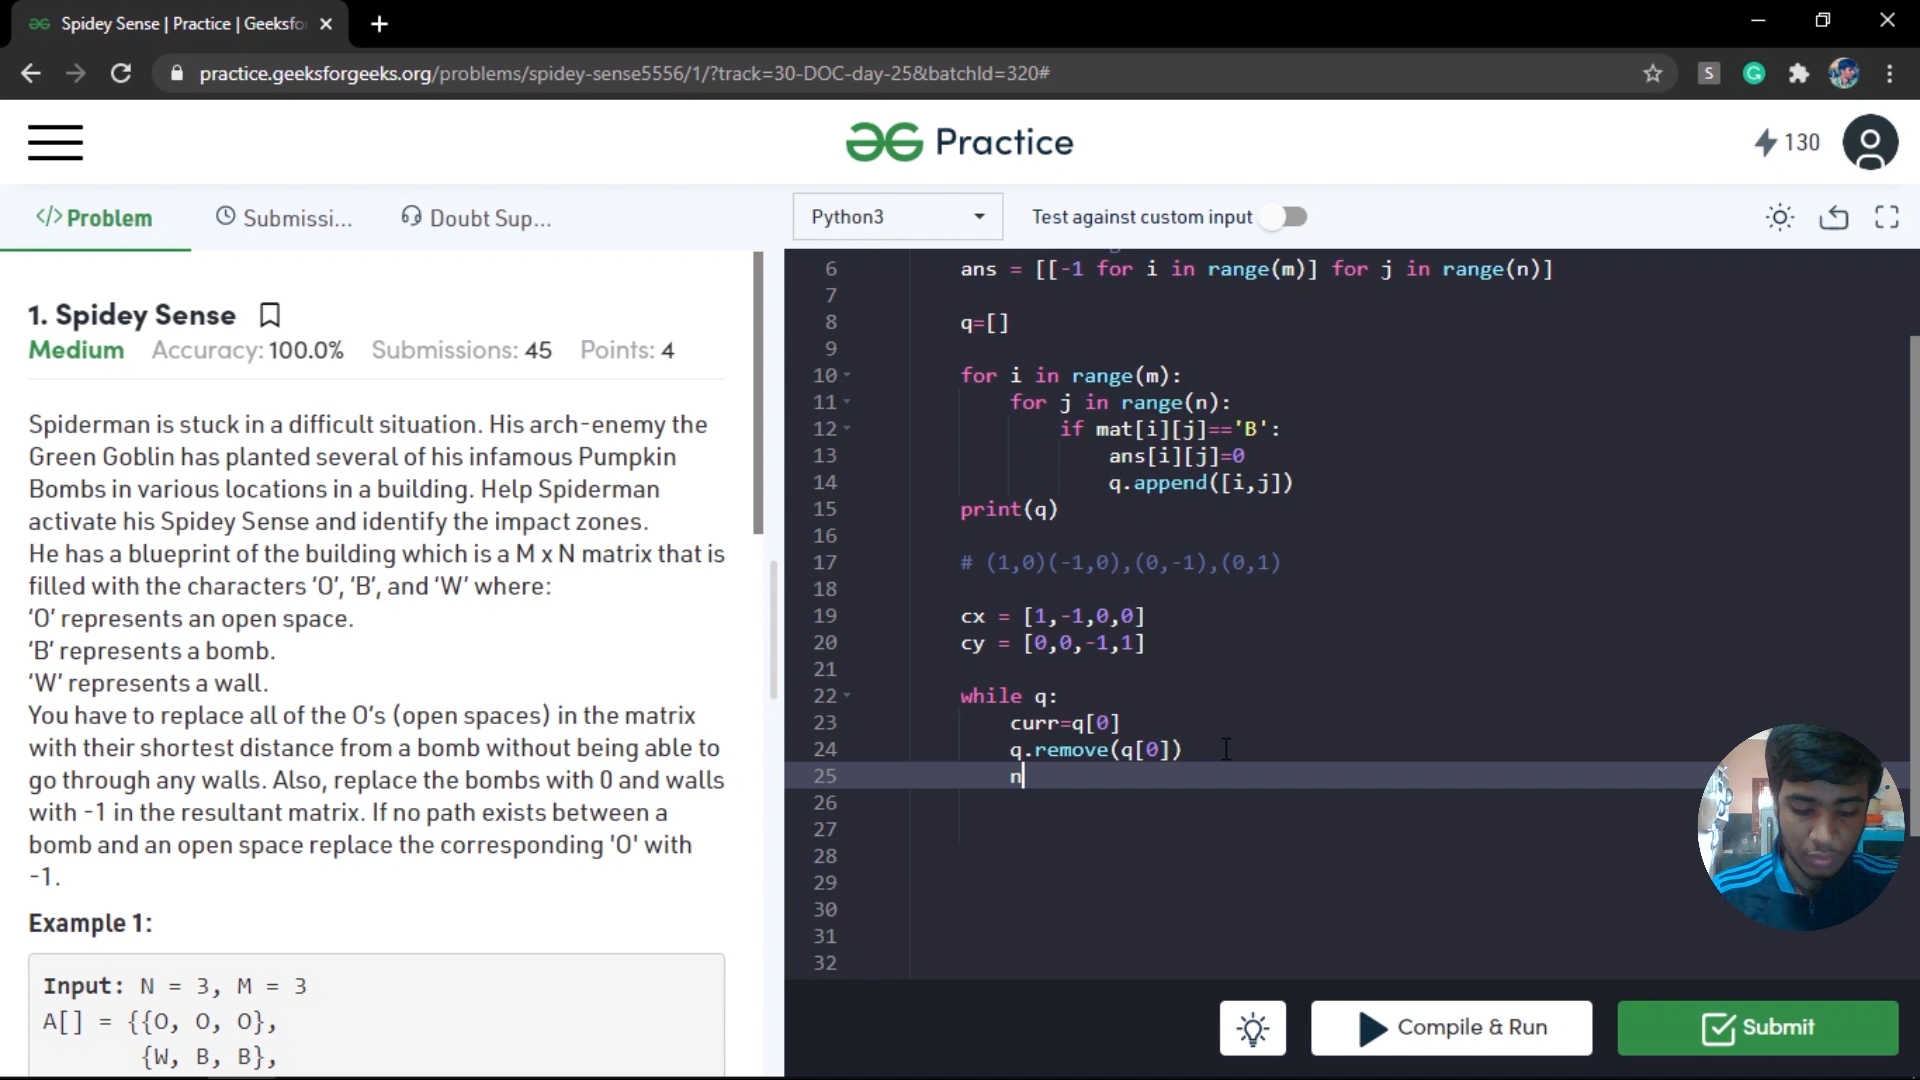 Spidey Sense | Practice | Geeksfo
practice.geeksforgeeks.org/problems/spidey-sense5556/1/?track=30-DOC-day-25&batchId=320#
S
G
Practice
130
</> Problem
Submissi...
Doubt Sup...
Python3
Test against custom input
1. Spidey Sense
Medium Accuracy: 100.0% Submissions: 45 Points: 4
Spiderman is stuck in a difficult situation. His arch-enemy the
Green Goblin has planted several of his infamous Pumpkin
Bombs in various locations in a building. Help Spiderman
activate his Spidey Sense and identify the impact zones.
He has a blueprint of the building which is a M x N matrix that is
filled with the characters ‘O’, ‘B’, and ‘W’ where:
‘O’ represents an open space.
‘B’ represents a bomb.
‘W’ represents a wall.
You have to replace all of the O’s (open spaces) in the matrix
with their shortest distance from a bomb without being able to
go through any walls. Also, replace the bombs with 0 and walls
with -1 in the resultant matrix. If no path exists between a
bomb and an open space replace the corresponding 'O' with
-1.
Example 1:
Input: N = 3, M = 3
A[] = {{O, O, O},
{W, B, B},
6 ans = [[-1 for i in range(m)] for j in range(n)]
7
8 q=[]
9
10 for i in range(m):
11 for j in range(n):
12 if mat[i][j]=='B':
13 ans[i][j]=0
14 q.append([i,j])
15 print(q)
16
17 # (1,0)(-1,0),(0,-1),(0,1)
18
19 cx = [1,-1,0,0]
20 cy = [0,0,-1,1]
21
22 while q:
23 curr=q[0]
24 q.remove(q[0])
25 n
26
27
28
29
30
31
32
Compile & Run
Submit